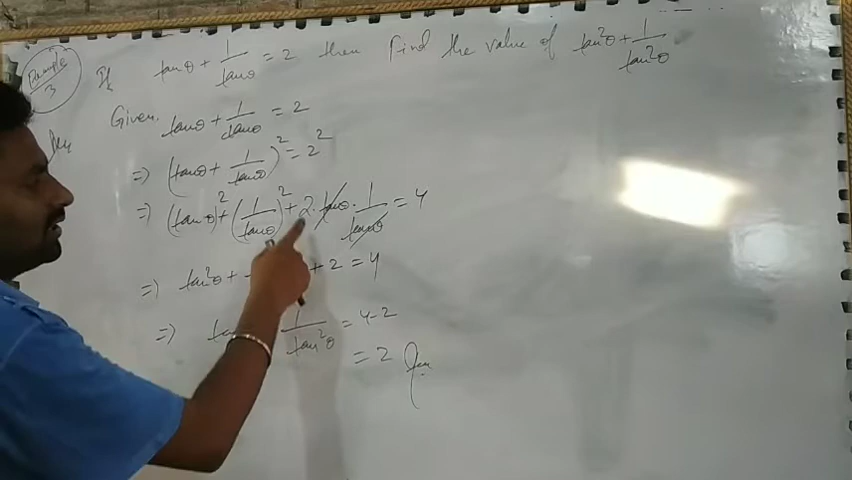 Example 3 If tanθ + 1/tanθ = 2 then find the value of tan²θ + 1/tan²θ
Given. tanθ + 1/tanθ = 2
⇒ (tanθ + 1/tanθ)² = 2²
⇒ (tanθ)² + (1/tanθ)² + 2·tanθ·1/tanθ = 4
⇒ tan²θ + + 2 = 4
⇒ 1/tan²θ = 4-2
= 2